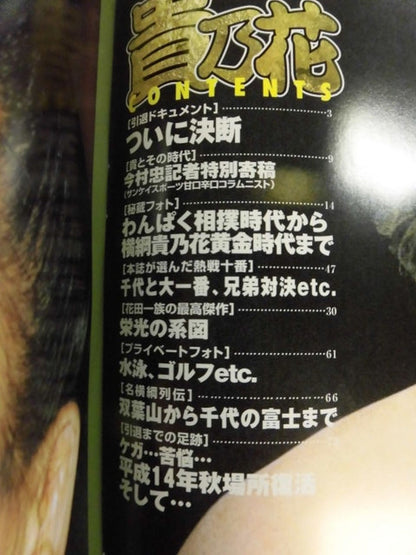 貴乃花
CONTENTS
[引退ドキュメント]…………………3
ついに決断
[貴とその時代]…………………9
今村忠記者特別寄稿
(サンケイスポーツ甘口辛口コラムニスト)
[秘蔵フォト]…………………14
わんぱく相撲時代から
横綱貴乃花黄金時代まで
[本誌が選んだ熱戦十番]…………47
千代と大一番、兄弟対決etc.
[花田一族の最高傑作]…………30
栄光の系図
[プライベートフォト]…………61
水泳、ゴルフetc.
[名横綱列伝]…………………66
双葉山から千代の富士まで
[引退までの足跡]
ケガ…苦悩…
平成14年秋場所復活
そして…